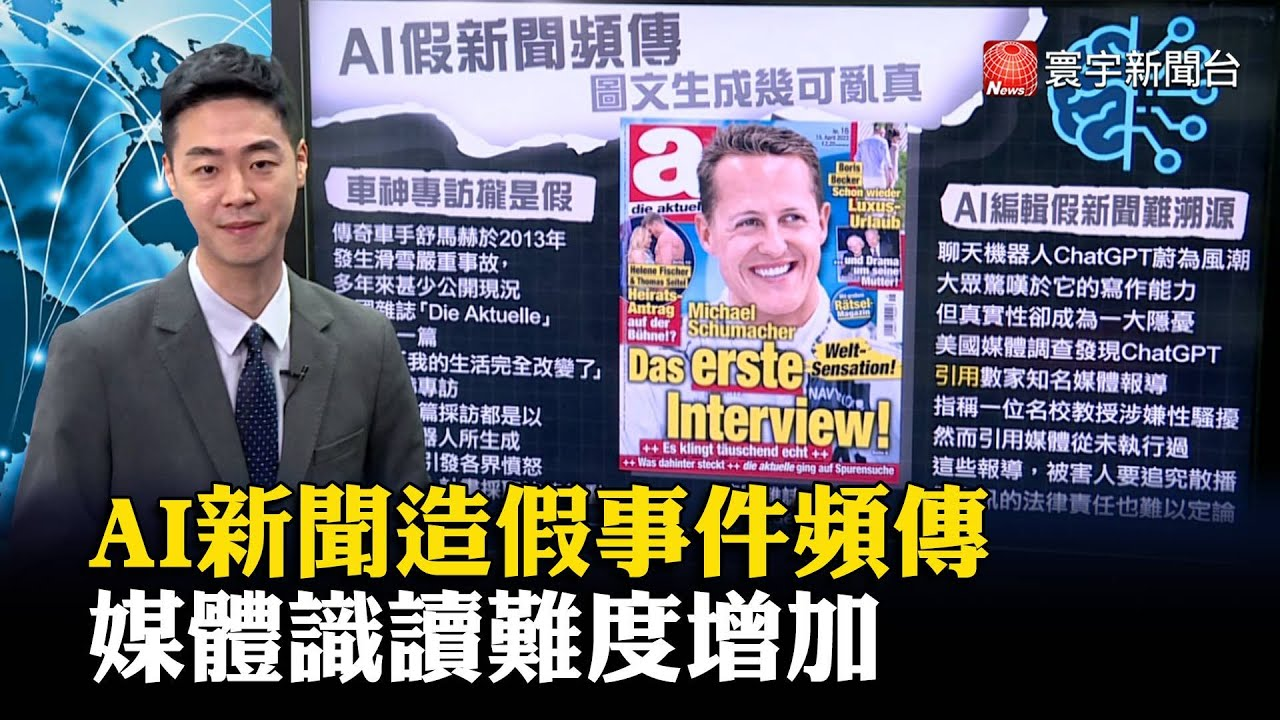 AI假新聞頻傳
圖文生成幾可亂真
News
寰宇新聞台
車神專訪攏是假
傳奇車手舒馬赫於2013年
發生滑雪嚴重事故，
多年來甚少公開現況
國雜誌「Die Aktuelle」
一篇
我的生活完全改變了」
專訪
篇採訪都是以
器人所生成
引發各界憤怒
a
die aktuelle
Nr. 16
Helene Fischer
& Thomas Seitel
Heirats-
Antrag
auf der
Bühne!?
Boris
Becker
Schon wieder
Luxus-
Urlaub
... und Drama
um seine
Mutter!
Rätsel-
Magazin
Michael
Schumacher
Das erste
Interview!
Welt-
Sensation!
++ Es klingt täuschend echt ++
++ Was dahinter steckt ++ die aktuelle ging auf Spurensuche
AI編輯假新聞難溯源
聊天機器人ChatGPT蔚為風潮
大眾驚嘆於它的寫作能力
但真實性卻成為一大隱憂
美國媒體調查發現ChatGPT
引用數家知名媒體報導
指稱一位名校教授涉嫌性騷擾
然而引用媒體從未執行過
這些報導，被害人要追究散播
的法律責任也難以定論
AI新聞造假事件頻傳
媒體識讀難度增加